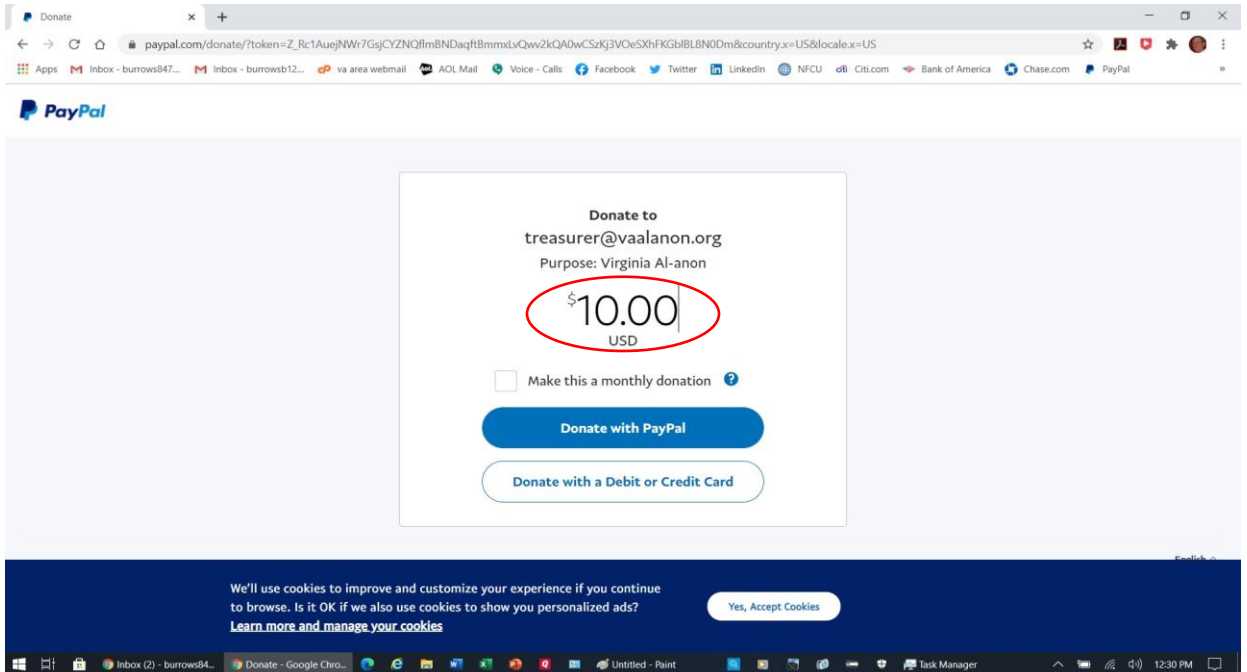 Donate
paypal.com/donate/?token=Z_Rc1AuejNWr7GsjCYZNQflmBNDaqftBmmxLvQwv2kQA0wCSzKj3VOeSXhFKGblBL8N0Dm&country.x=US&locale.x=US
Apps Inbox - burrows847... Inbox - burrowsb12... va area webmail AOL Mail Voice - Calls Facebook Twitter LinkedIn NFCU Citi.com Bank of America Chase.com PayPal »
PayPal
Donate to
treasurer@vaalanon.org
Purpose: Virginia Al-anon
$10.00
USD
Make this a monthly donation ?
Donate with PayPal
Donate with a Debit or Credit Card
English
We'll use cookies to improve and customize your experience if you continue
to browse. Is it OK if we also use cookies to show you personalized ads?
Learn more and manage your cookies
Yes, Accept Cookies
Inbox (2) - burrows84... Donate - Google Chro... Untitled - Paint Task Manager 12:30 PM